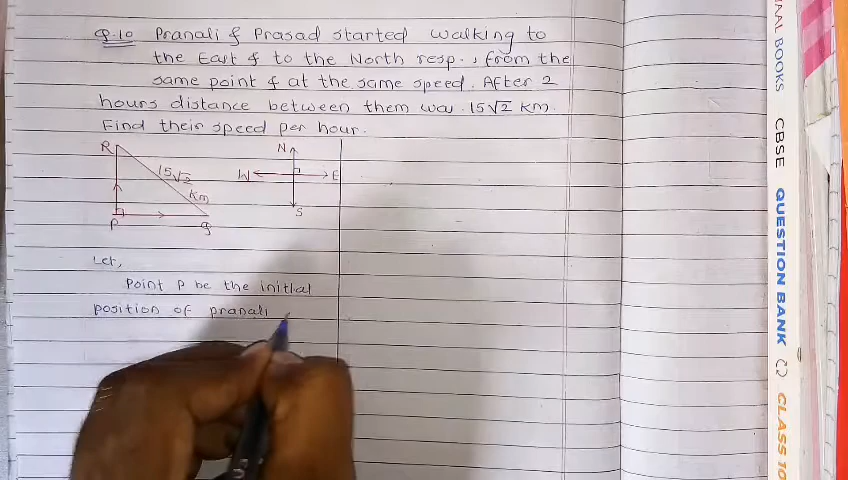 Q.10 Pranali & Prasad started walking to
the East & to the North resp., from the
same point & at the same speed. After 2
hours distance between them was 15√2 km.
Find their speed per hour.
R
15√2
km
P
Q
N
W
E
S
Let,
Point P be the initial
position of pranali
BOOKS
CBSE
QUESTION BANK
CLASS 10